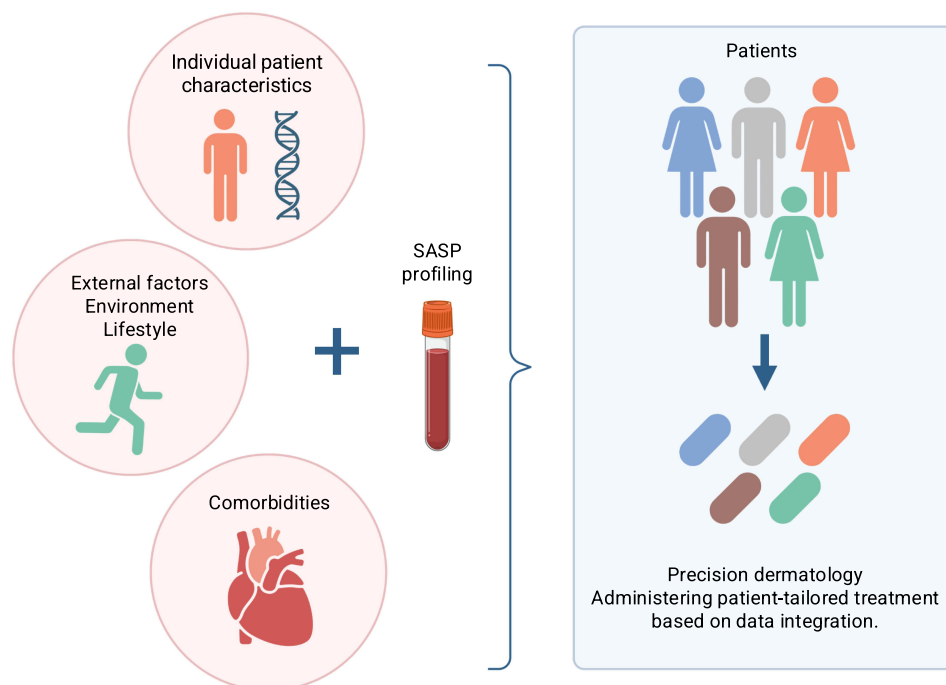 Individual patient
characteristics
External factors
Environment
Lifestyle
Comorbidities
SASP
profiling
Patients
Precision dermatology
Administering patient-tailored treatment
based on data integration.